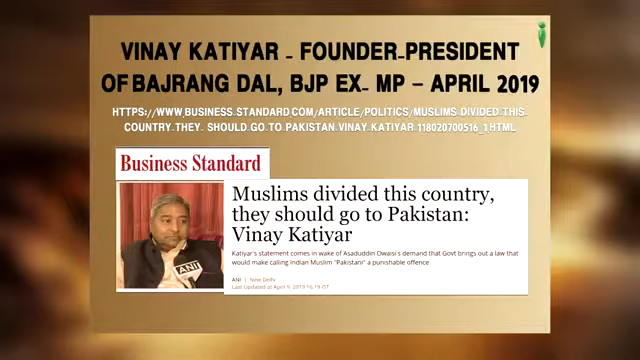 VINAY KATIYAR - FOUNDER-PRESIDENT
OF BAJRANG DAL, BJP EX- MP - APRIL 2019
HTTPS://WWW.BUSINESS-STANDARD.COM/ARTICLE/POLITICS/MUSLIMS-DIVIDED-THIS-
COUNTRY-THEY- SHOULD-GO-TO-PAKISTAN-VINAY-KATIYAR-118020700516_1.HTML
Business Standard
Muslims divided this country,
they should go to Pakistan:
Vinay Katiyar
Katiyar's statement comes in wake of Asaduddin Owaisi's demand that Govt brings out a law that
would make calling Indian Muslim "Pakistani" a punishable offence
ANI | New Delhi
Last Updated at April 9, 2019 16:19 IST
ANI